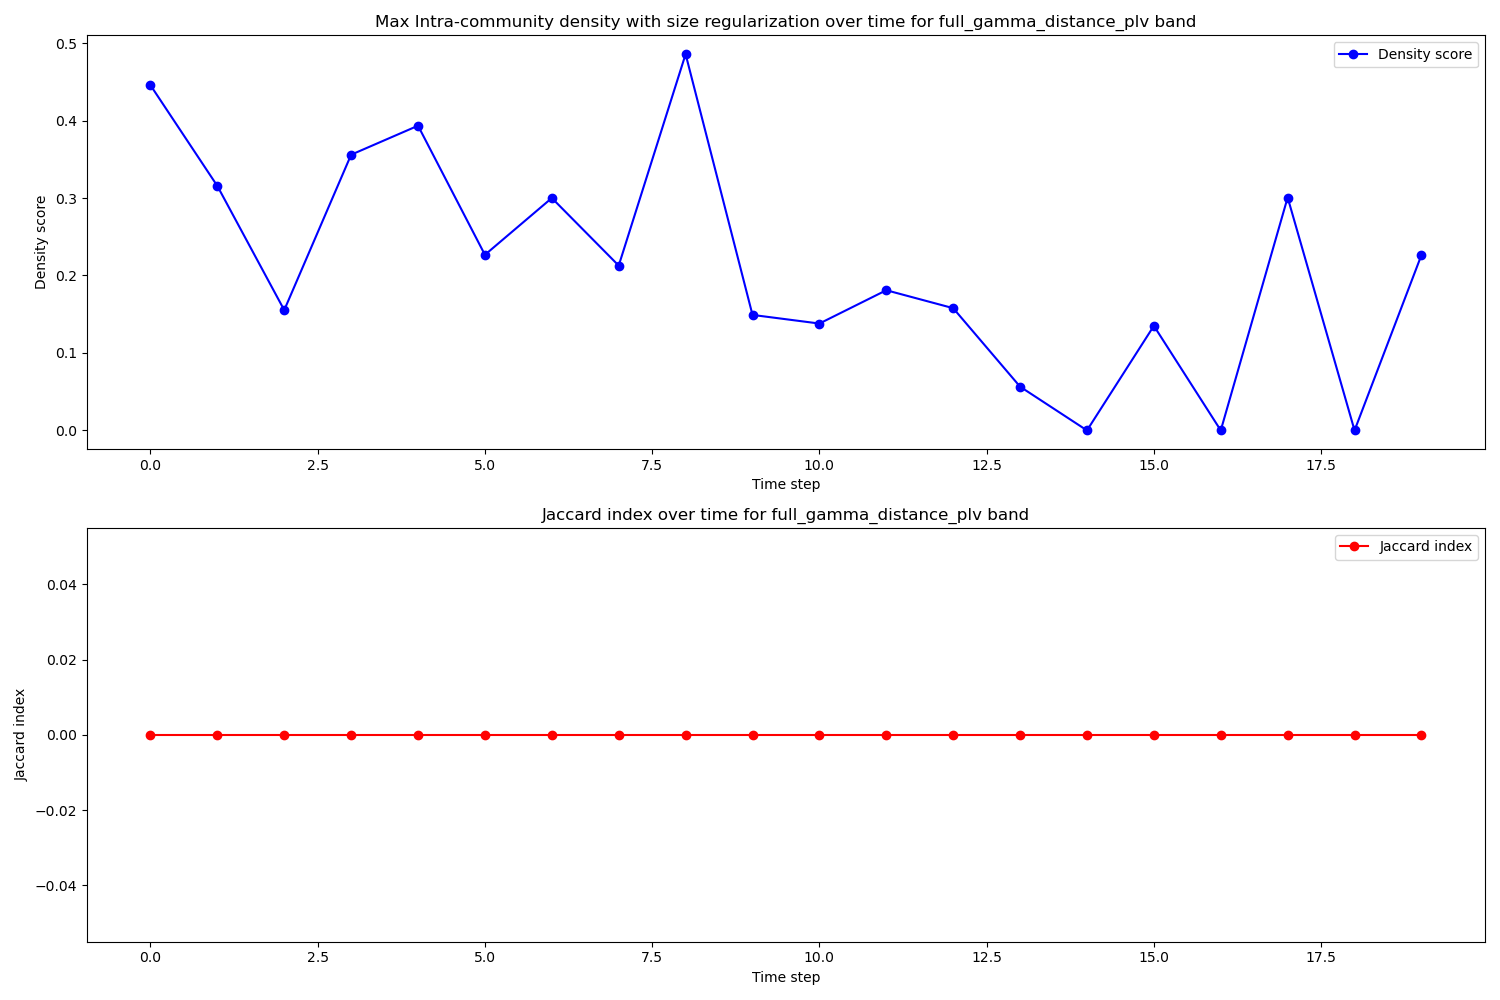 Max Intra-community density with size regularization over time for full_gamma_distance_plv band
Density score
0.5
0.4
0.3
0.2
0.1
0.0
Density score
0.0 2.5 5.0 7.5 10.0 12.5 15.0 17.5
Time step
Jaccard index over time for full_gamma_distance_plv band
Jaccard index
0.04
0.02
0.00
−0.02
−0.04
Jaccard index
0.0 2.5 5.0 7.5 10.0 12.5 15.0 17.5
Time step